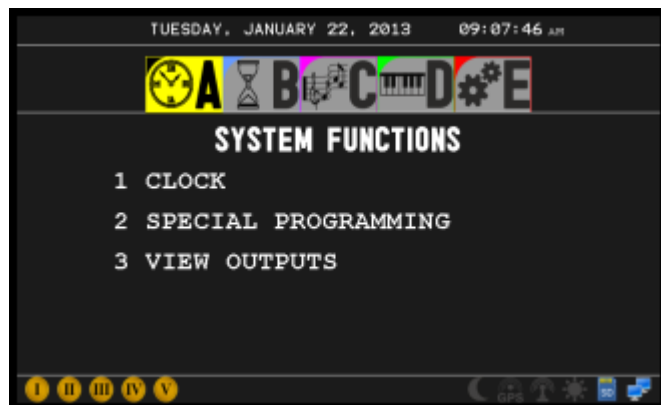 TUESDAY, JANUARY 22, 2013 09:07:46 AM
A B C D E
SYSTEM FUNCTIONS
1 CLOCK
2 SPECIAL PROGRAMMING
3 VIEW OUTPUTS
I II III IV V GPS SD